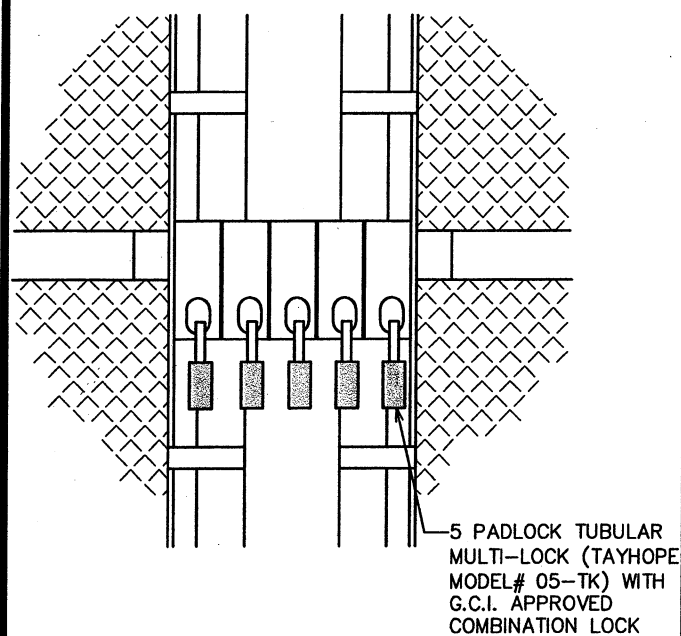 5 PADLOCK TUBULAR
MULTI-LOCK (TAYHOPE
MODEL# 05-TK) WITH
G.C.I. APPROVED
COMBINATION LOCK